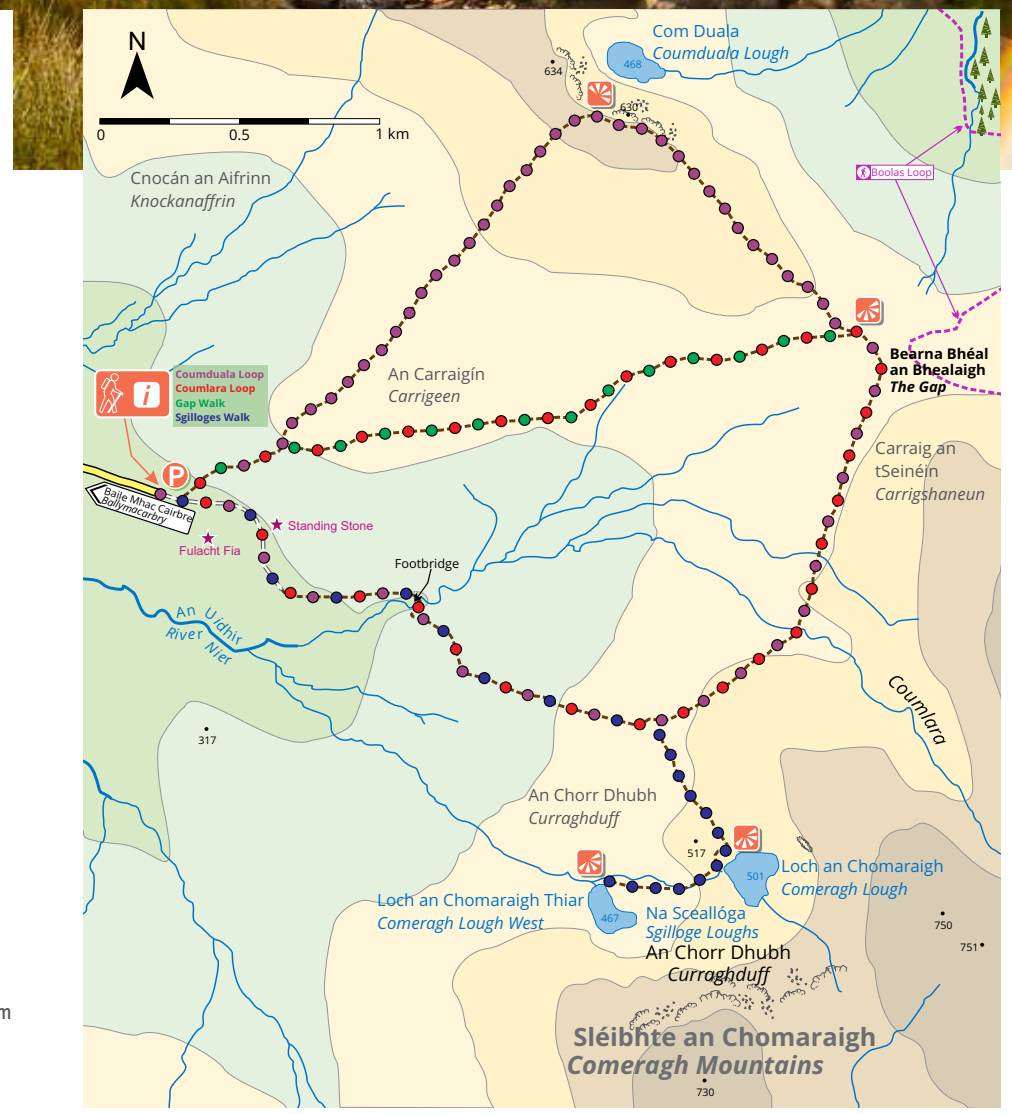 N
0
0.5
1 km
Com Duala
Coumduala Lough
468
634
630
Boolas Loop
Cnocán an Aifrinn
Knockanaffrin
Bearna Bhéal
an Bhealaigh
The Gap
i
Coumduala Loop
Coumlara Loop
Gap Walk
Sgilloges Walk
An Carraigín
Carrigeen
Carraig an
tSeinéin
Carrigshaneun
P
Baile Mhac Cairbre
Ballymacarbry
Standing Stone
Fulacht Fia
Footbridge
An Uidhir
River Nier
Coumlara
317
An Chorr Dhubh
Curraghduff
517
Loch an Chomaraigh
Comeragh Lough
501
Loch an Chomaraigh Thiar
Comeragh Lough West
467
Na Sceallóga
Sgilloge Loughs
An Chorr Dhubh
Curraghduff
750
751
m
Sléibhte an Chomaraigh
Comeragh Mountains
730